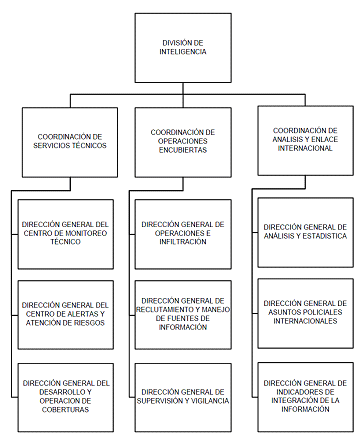 DIVISIÓN DE
INTELIGENCIA
COORDINACIÓN DE
SERVICIOS TÉCNICOS
COORDINACIÓN DE
OPERACIONES
ENCUBIERTAS
COORDINACIÓN DE
ANALISIS Y ENLACE
INTERNACIONAL
DIRECCIÓN GENERAL DEL
CENTRO DE MONITOREO
TÉCNICO
DIRECCIÓN GENERAL DE
OPERACIONES E
INFILTRACIÓN
DIRECCIÓN GENERAL DE
ANÁLISIS Y ESTADISTICA
DIRECCIÓN GENERAL DEL
CENTRO DE ALERTAS Y
ATENCIÓN DE RIESGOS
DIRECCIÓN GENERAL DE
RECLUTAMIENTO Y MANEJO
DE FUENTES DE
INFORMACIÓN
DIRECCIÓN GENERAL DE
ASUNTOS POLICIALES
INTERNACIONALES
DIRECCIÓN GENERAL DEL
DESARROLLO Y
OPERACION DE
COBERTURAS
DIRECCIÓN GENERAL DE
SUPERVISIÓN Y VIGILANCIA
DIRECCIÓN GENERAL DE
INDICADORES DE
INTEGRACIÓN DE LA
INFORMACIÓN